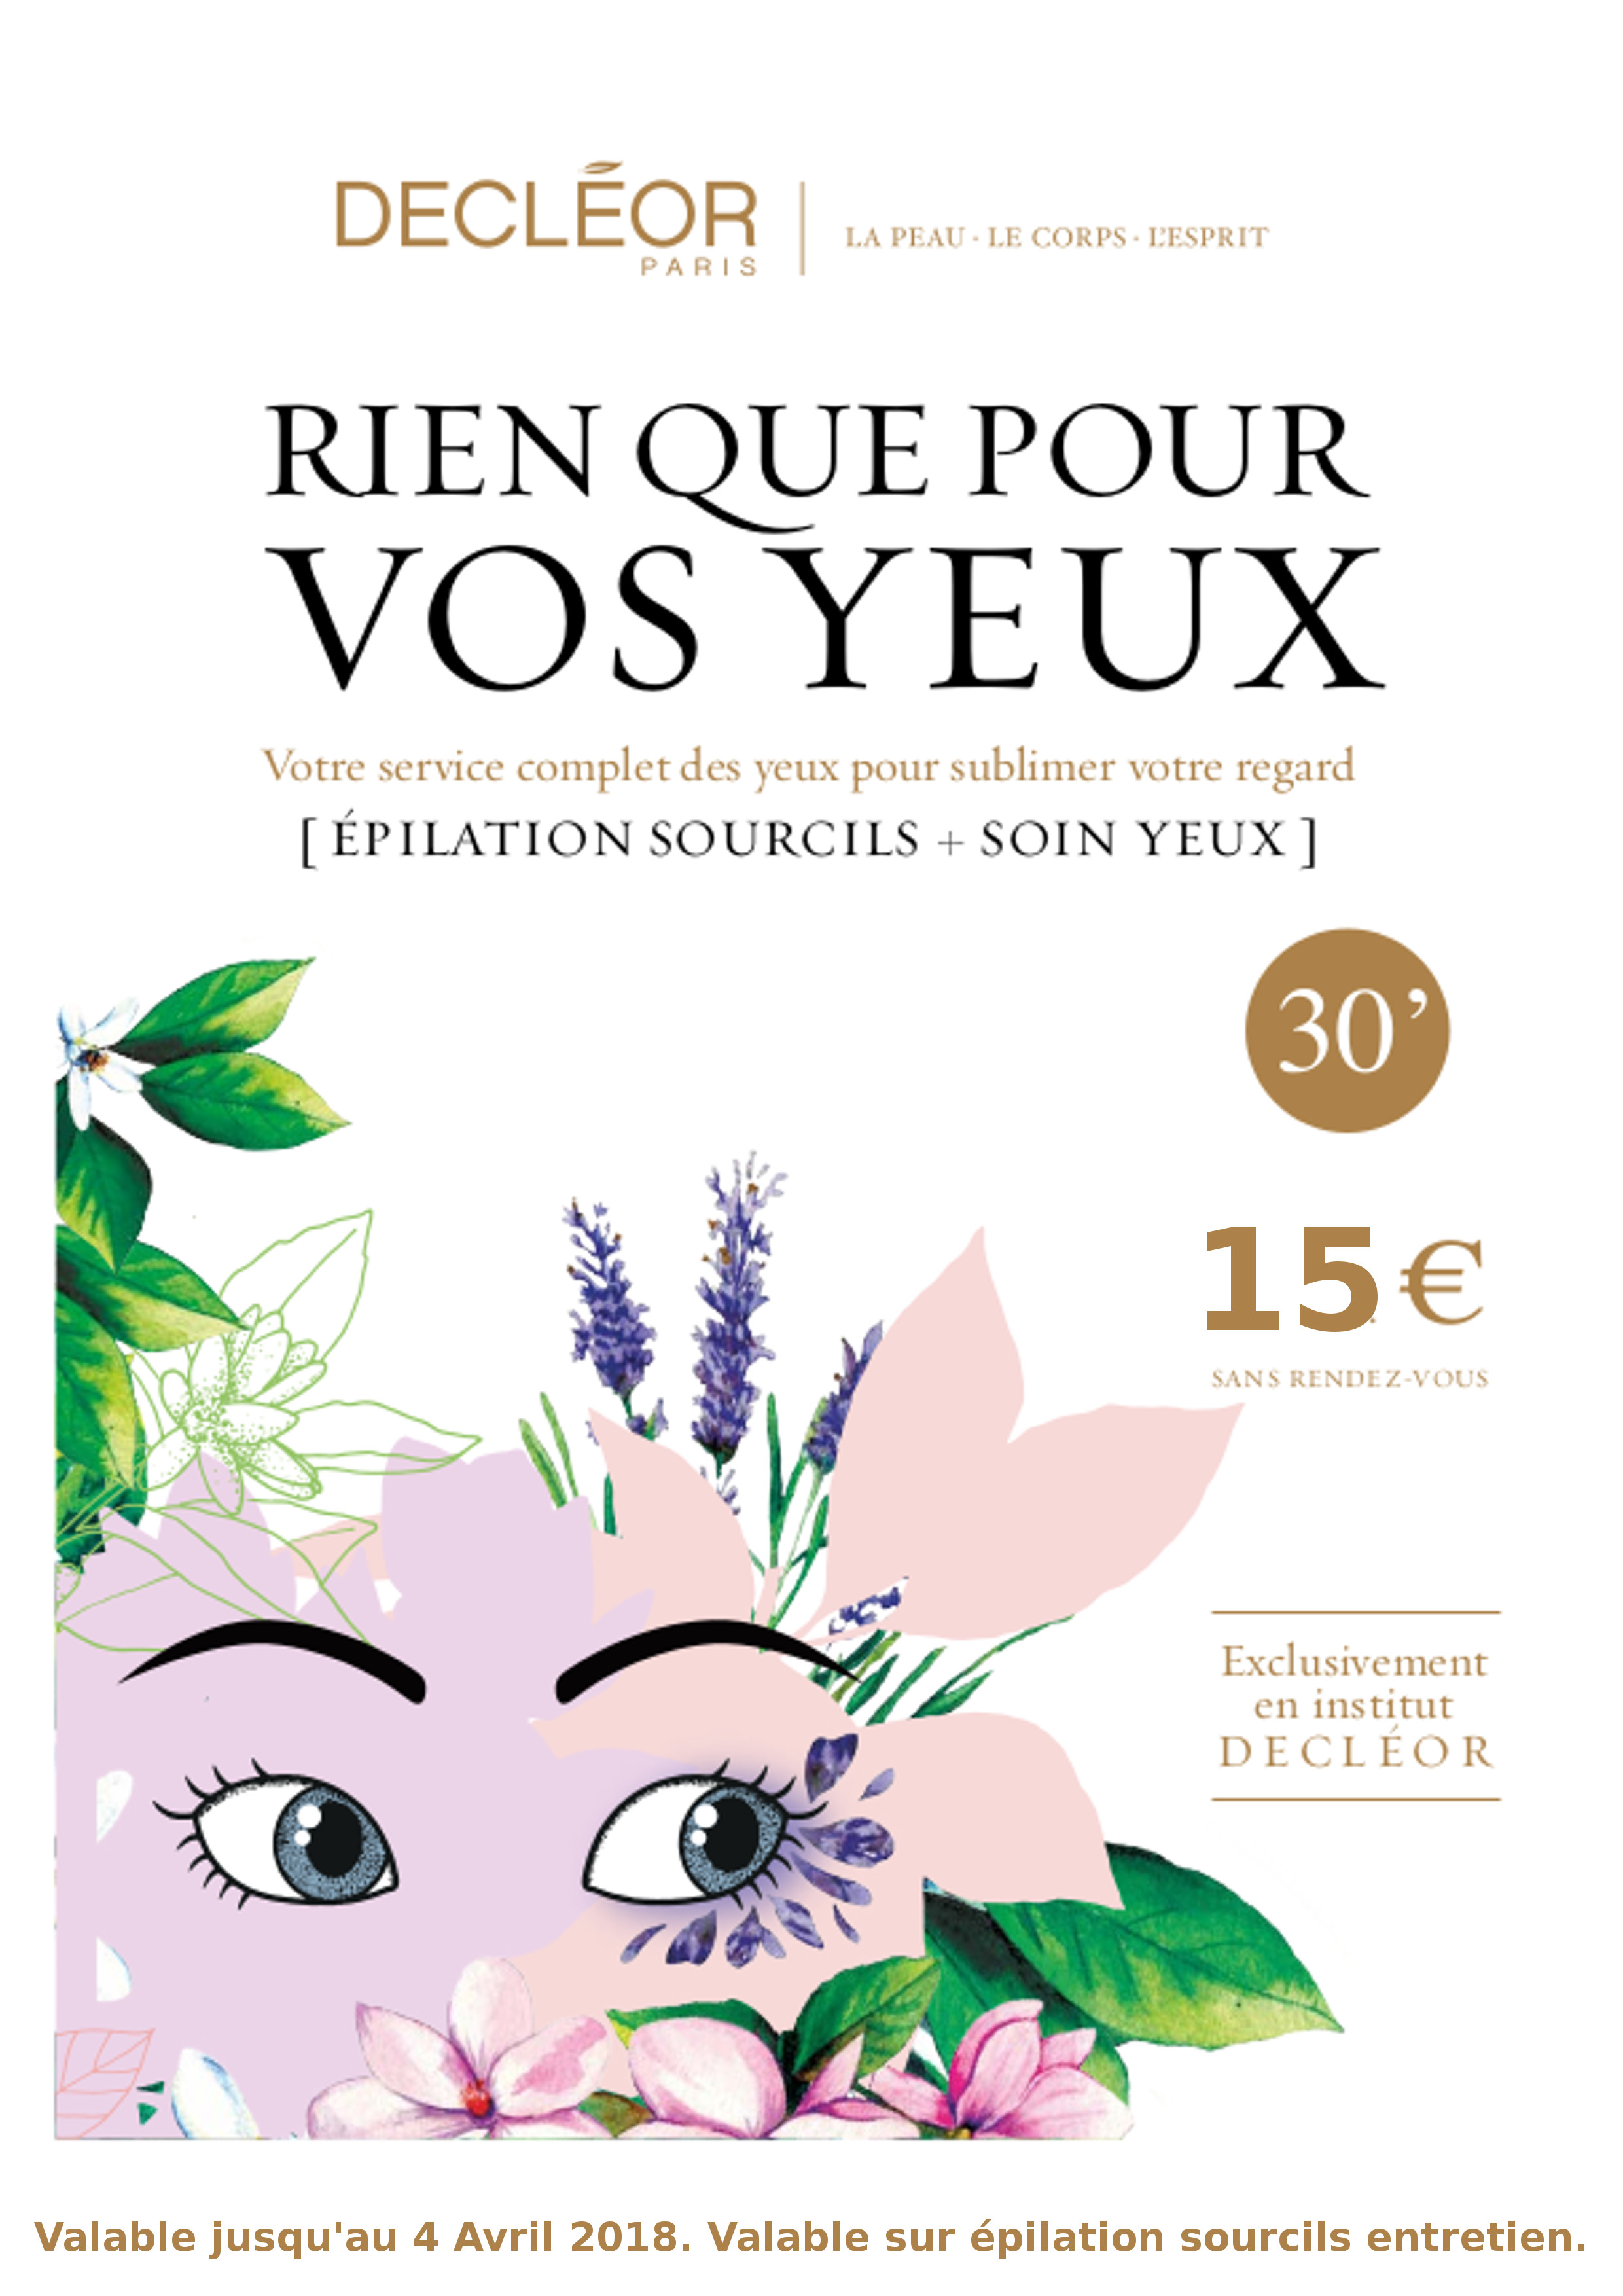 DECLÉOR
PARIS
LA PEAU · LE CORPS · L'ESPRIT
RIEN QUE POUR
VOS YEUX
Votre service complet des yeux pour sublimer votre regard
[ ÉPILATION SOURCILS + SOIN YEUX ]
30’
15 €
SANS RENDEZ-VOUS
Exclusivement
en institut
DECLÉOR
Valable jusqu'au 4 Avril 2018. Valable sur épilation sourcils entretien.